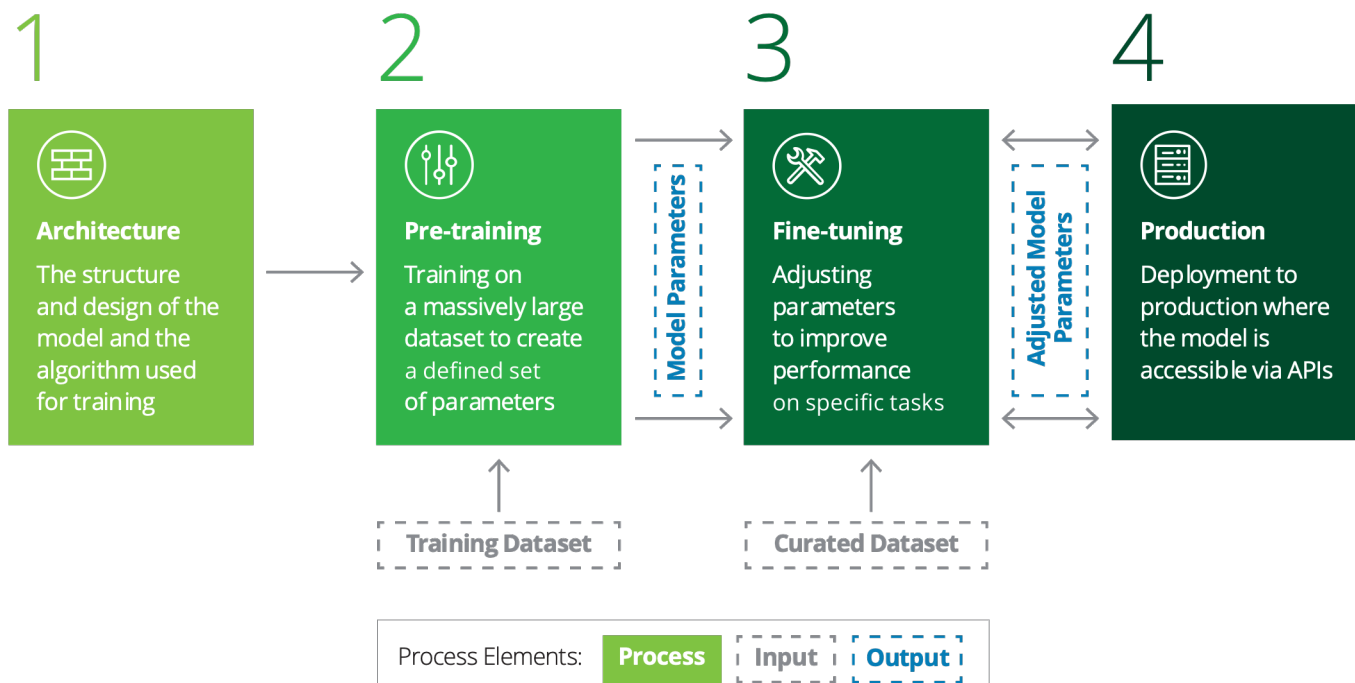 1
2
3
4
Architecture
The structure
and design of the
model and the
algorithm used
for training
Pre-training
Training on
a massively large
dataset to create
a defined set
of parameters
Model Parameters
Fine-tuning
Adjusting
parameters
to improve
performance
on specific tasks
Adjusted Model
Parameters
Production
Deployment to
production where
the model is
accessible via APIs
Training Dataset
Curated Dataset
Process Elements: Process Input Output